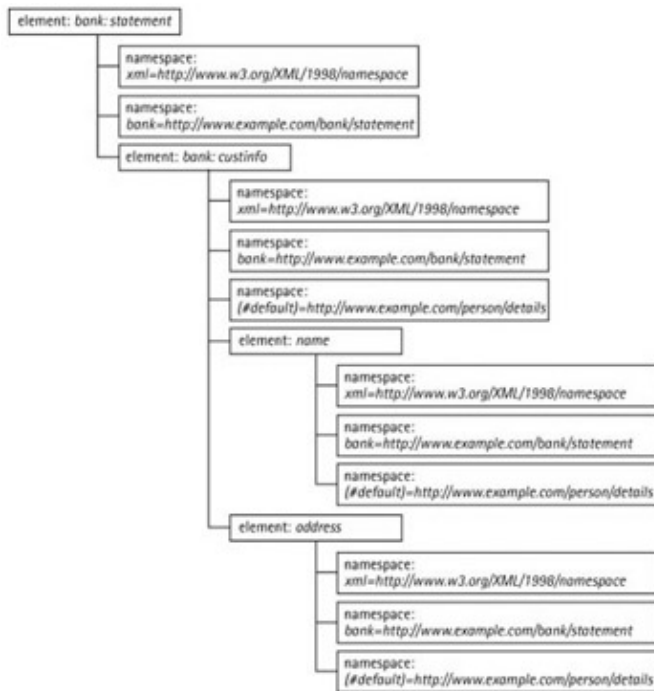 element: bank: statement
namespace:
xml=http://www.w3.org/XML/1998/namespace
namespace:
bank=http://www.example.com/bank/statement
element: bank: custinfo
namespace:
xml=http://www.w3.org/XML/1998/namespace
namespace:
bank=http://www.example.com/bank/statement
namespace:
(#default)=http://www.example.com/person/details
element: name
namespace:
xml=http://www.w3.org/XML/1998/namespace
namespace:
bank=http://www.example.com/bank/statement
namespace:
(#default)=http://www.example.com/person/details
element: address
namespace:
xml=http://www.w3.org/XML/1998/namespace
namespace:
bank=http://www.example.com/bank/statement
namespace:
(#default)=http://www.example.com/person/details